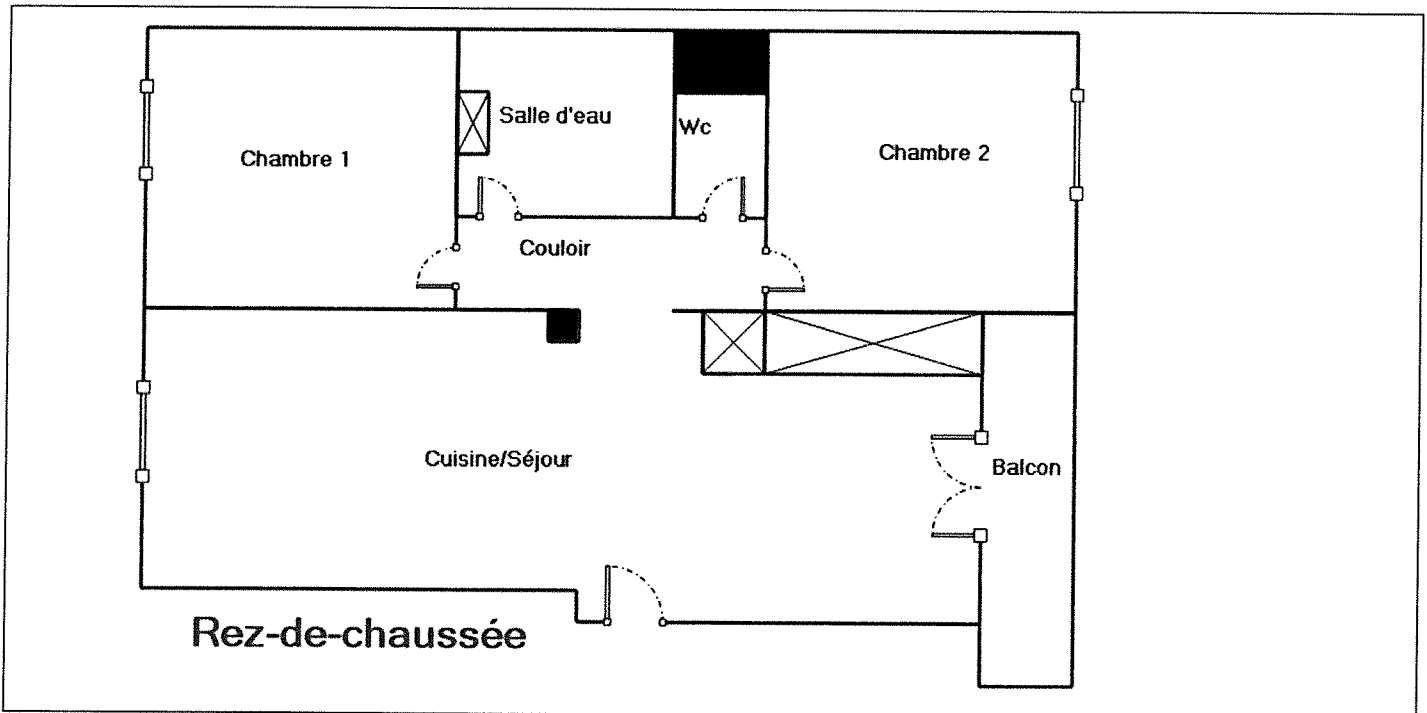 Salle d'eau
Wc
Chambre 1
Chambre 2
Couloir
Cuisine/Séjour
Balcon
Rez-de-chaussée